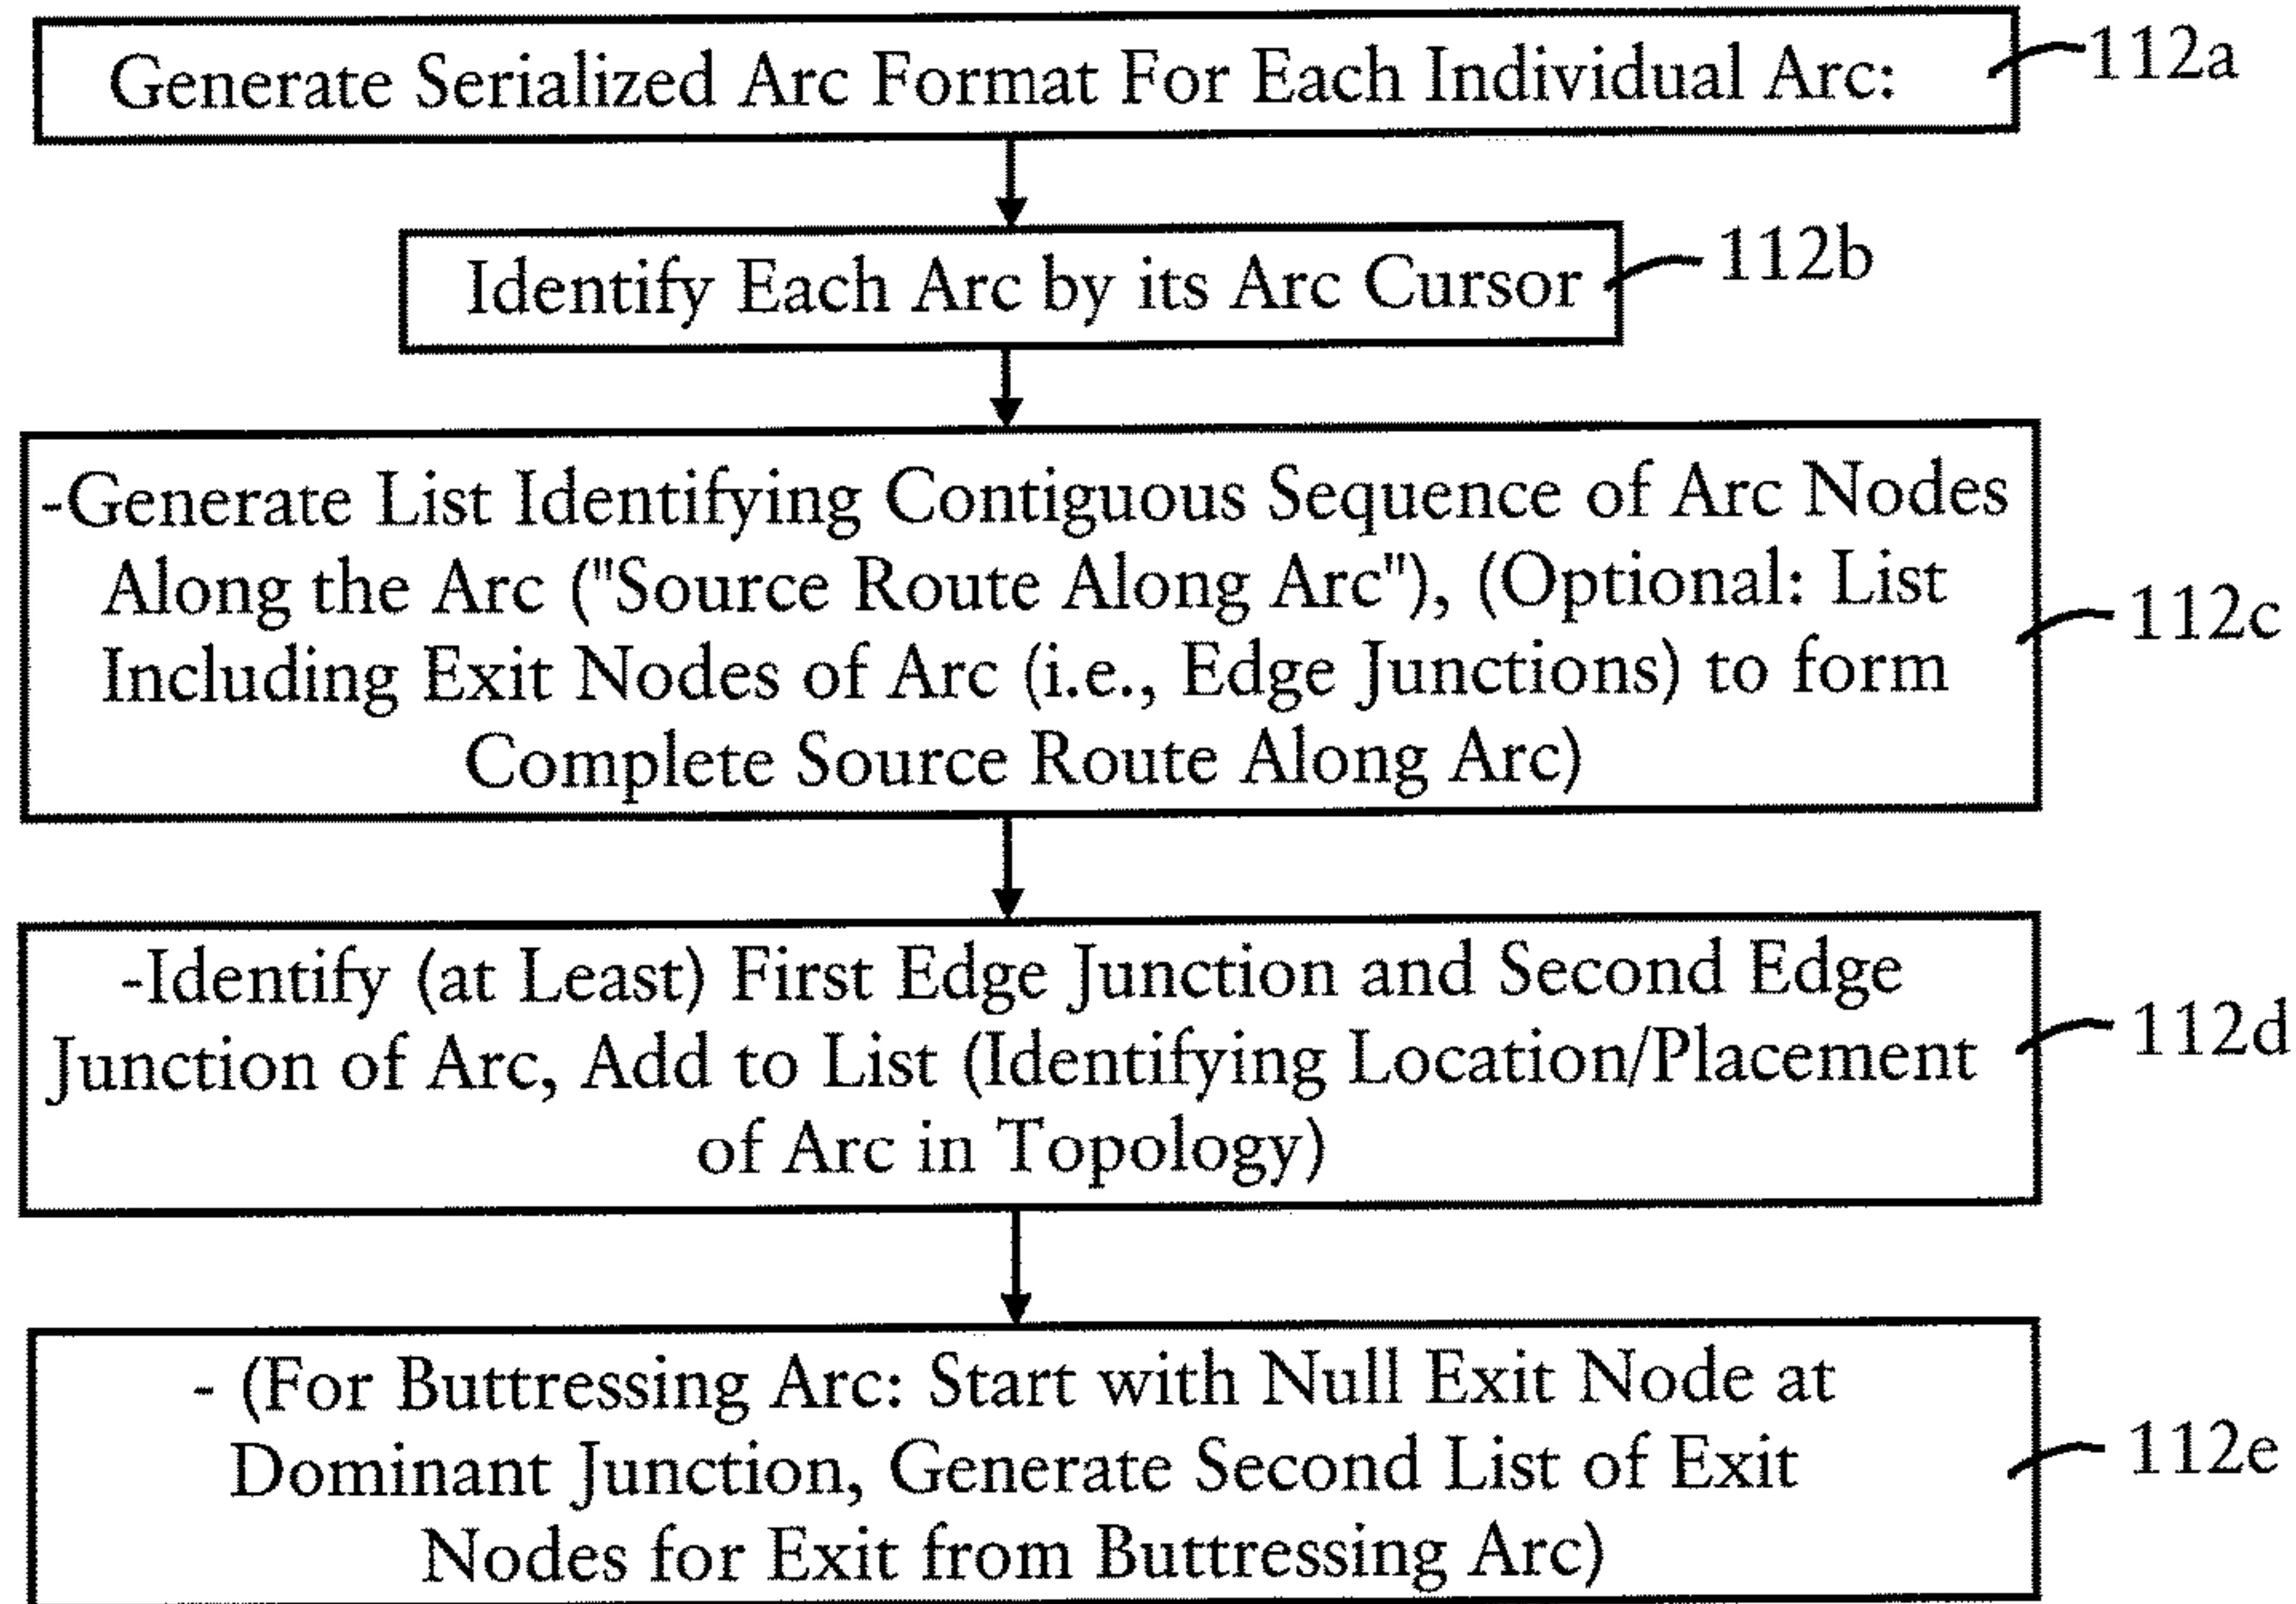 Generate Serialized Arc Format For Each Individual Arc:
112a
Identify Each Arc by its Arc Cursor
112b
-Generate List Identifying Contiguous Sequence of Arc Nodes
Along the Arc ("Source Route Along Arc"), (Optional: List
Including Exit Nodes of Arc (i.e., Edge Junctions) to form
Complete Source Route Along Arc)
112c
-Identify (at Least) First Edge Junction and Second Edge
Junction of Arc, Add to List (Identifying Location/Placement
of Arc in Topology)
112d
- (For Buttressing Arc: Start with Null Exit Node at
Dominant Junction, Generate Second List of Exit
Nodes for Exit from Buttressing Arc)
112e